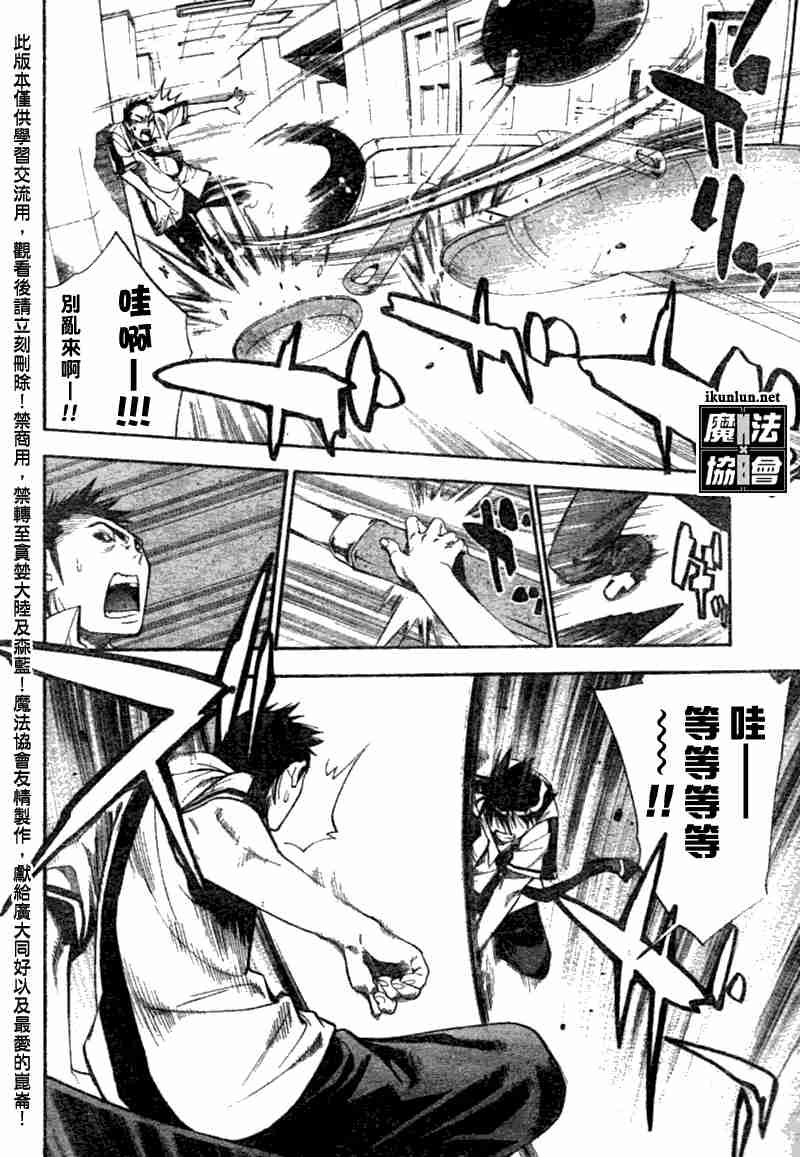 此版本僅供學習交流用，觀看後請立刻刪除！禁商用，禁轉至貪婪大陸及森藍！魔法協會友情製作，獻給廣大同好以及最愛的崑崙！
哇啊—!!!
別亂來啊—!!
ikunlun.net
魔法
協會
哇——
等等等等
~~~!!